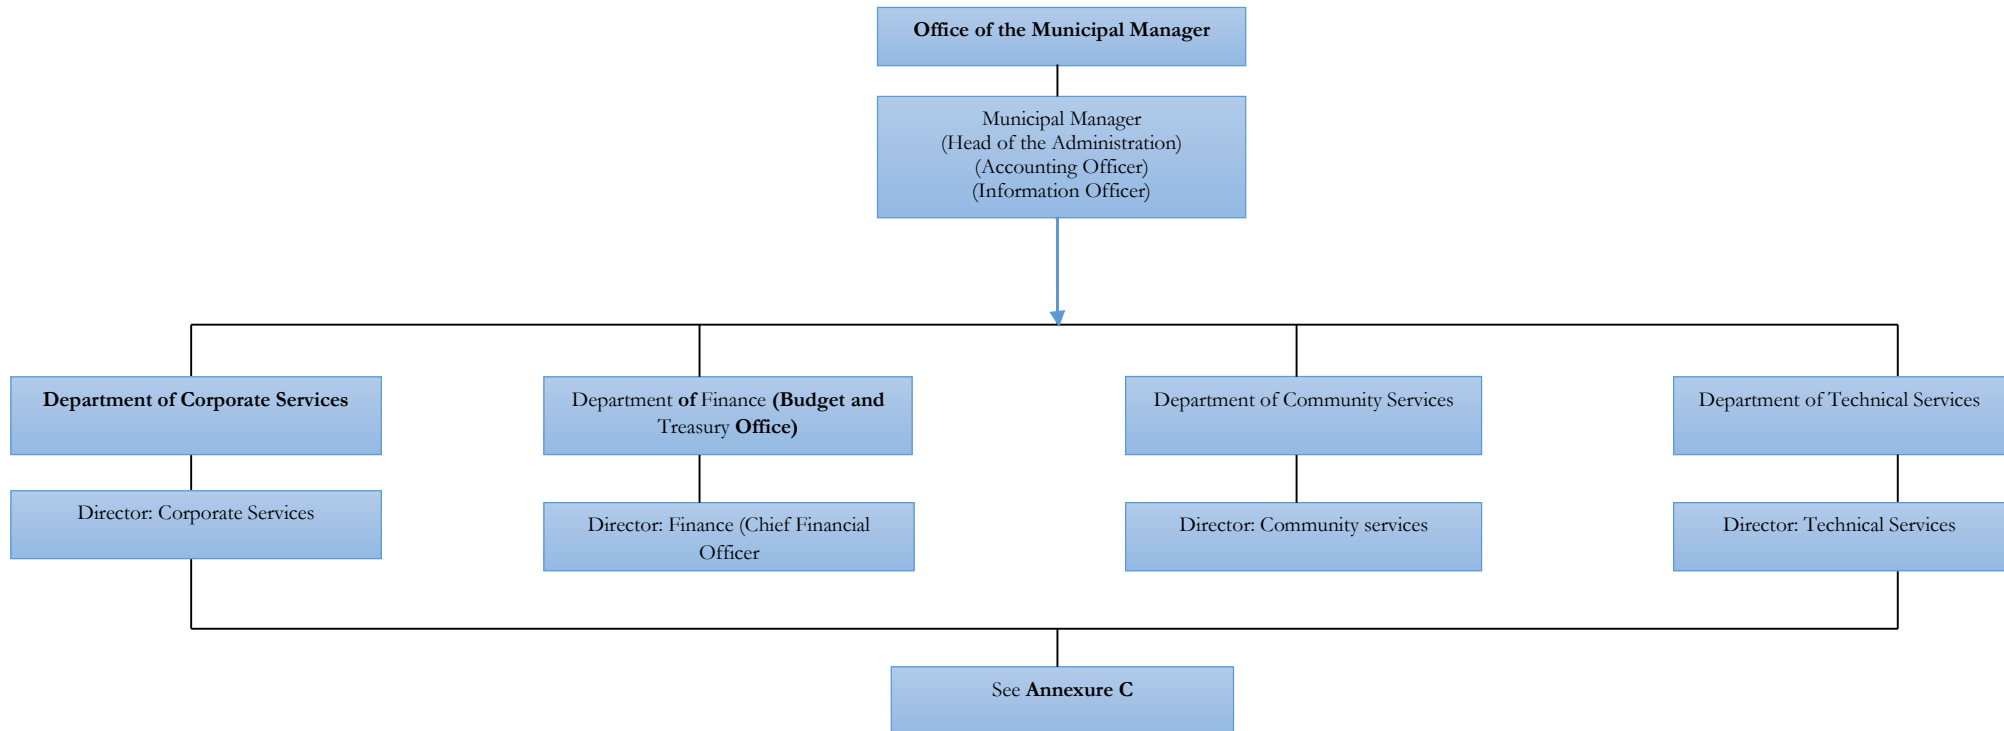 Office of the Municipal Manager
Municipal Manager
(Head of the Administration)
(Accounting Officer)
(Information Officer)
Department of Corporate Services
Department of Finance (Budget and
Treasury Office)
Department of Community Services
Department of Technical Services
Director: Corporate Services
Director: Finance (Chief Financial
Officer
Director: Community services
Director: Technical Services
See Annexure C